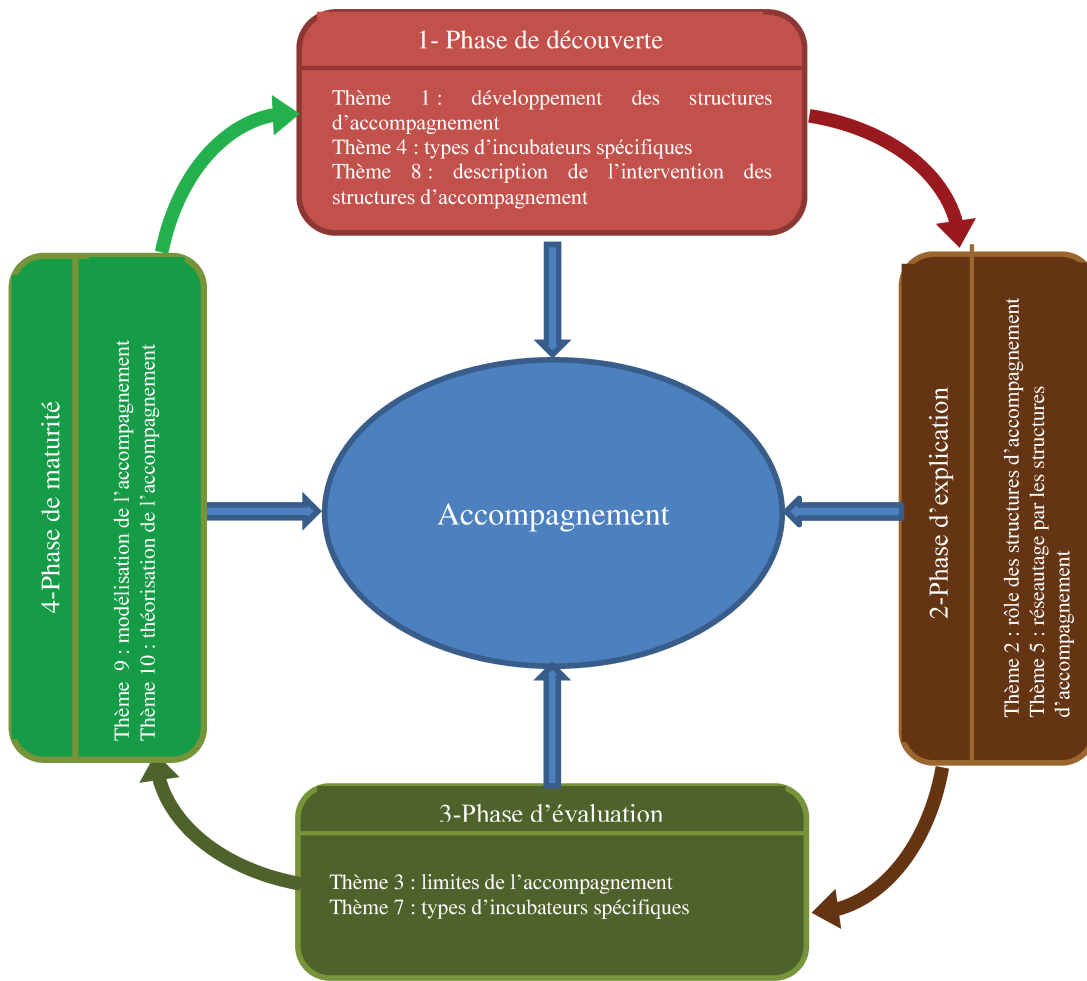 1- Phase de découverte
Thème 1 : développement des structures
d’accompagnement
Thème 4 : types d’incubateurs spécifiques
Thème 8 : description de l’intervention des
structures d’accompagnement
2-Phase d’explication
Thème 2 : rôle des structures d’accompagnement
Thème 5 : réseautage par les structures
d’accompagnement
3-Phase d’évaluation
Thème 3 : limites de l’accompagnement
Thème 7 : types d’incubateurs spécifiques
4-Phase de maturité
Thème 9 : modélisation de l’accompagnement
Thème 10 : théorisation de l’accompagnement
Accompagnement